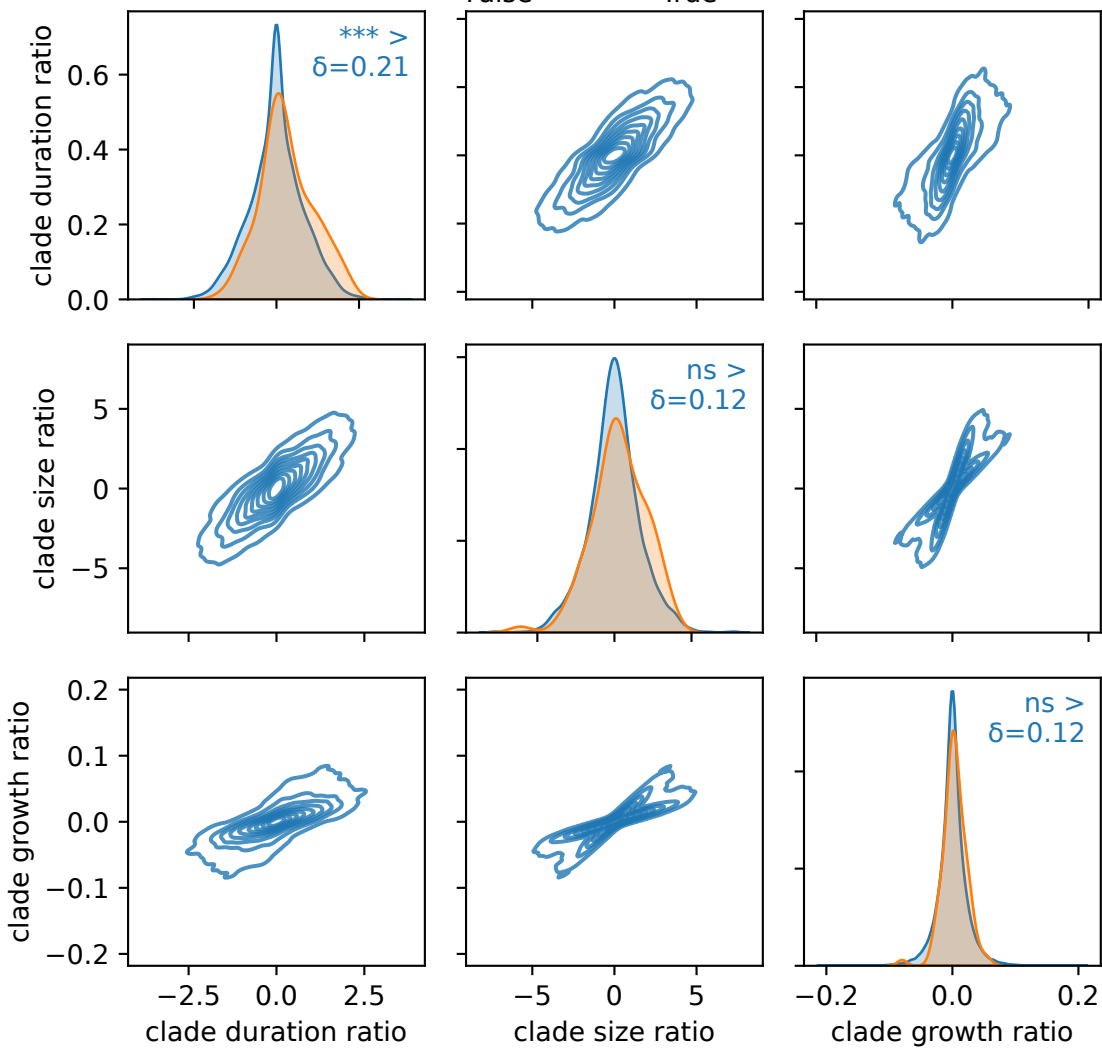 False True
clade duration ratio
0.6
0.4
0.2
0.0
*** >
δ=0.21
clade size ratio
5
0
−5
ns >
δ=0.12
clade growth ratio
0.2
0.1
0.0
−0.1
−0.2
ns >
δ=0.12
−2.5 0.0 2.5
−5 0 5
−0.2 0.0 0.2
clade duration ratio
clade size ratio
clade growth ratio